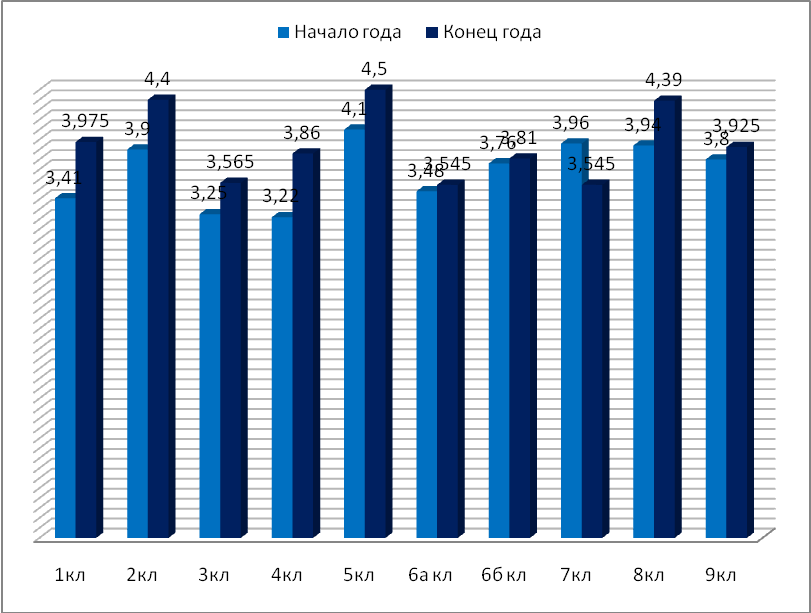 Начало года Конец года
3,41 3,975 3,9 4,4 3,25 3,565 3,22 3,86 4,1 4,5 3,48 3,545 3,76 3,81 3,96 3,545 3,94 4,39 3,8 3,925
1кл 2кл 3кл 4кл 5кл 6а кл 6б кл 7кл 8кл 9кл